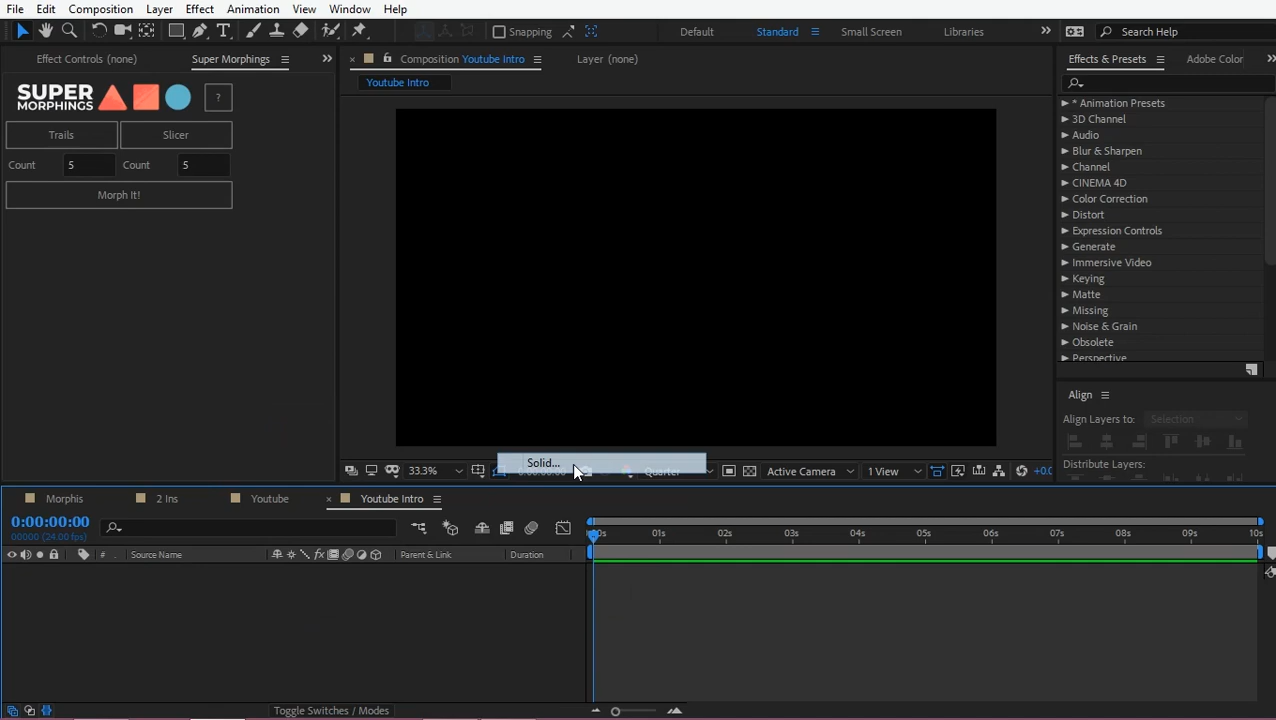 File Edit Composition Layer Effect Animation View Window Help
Snapping Default Standard Small Screen Libraries Search Help
Effect Controls (none) Super Morphings Composition Youtube Intro Layer (none) Effects & Presets Adobe Color
Youtube Intro
SUPER
MORPHINGS
?
Trails Slicer
Count 5 Count 5
Morph It!
* Animation Presets
3D Channel
Audio
Blur & Sharpen
Channel
CINEMA 4D
Color Correction
Distort
Expression Controls
Generate
Immersive Video
Keying
Matte
Missing
Noise & Grain
Obsolete
Perspective
Align
Align Layers to: Selection
Distribute Layers:
Solid...
33.3% Quarter Active Camera 1 View +0.0
Morphis 2 Ins Youtube Youtube Intro
0:00:00:00
00000 (24.00 fps)
01s 02s 03s 04s 05s 06s 07s 08s 09s 10s
# Source Name Parent & Link Duration
Toggle Switches / Modes